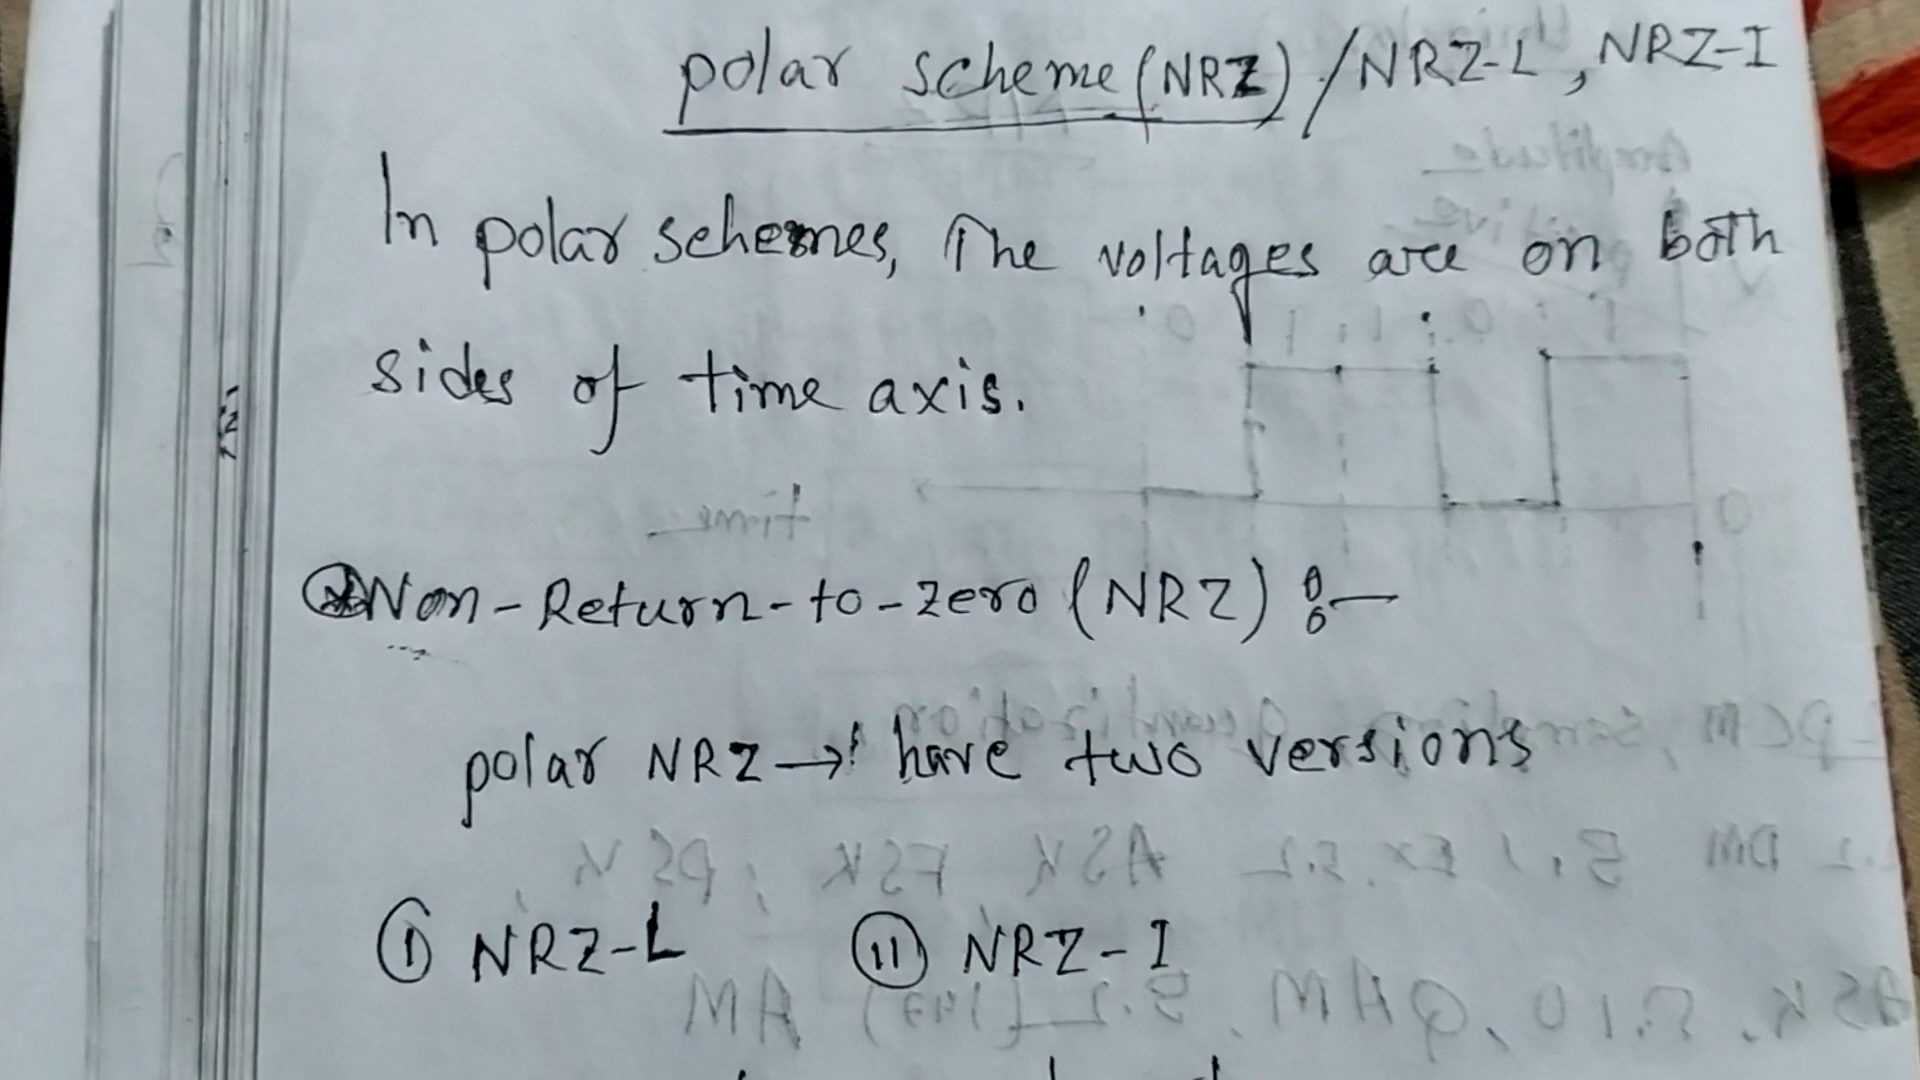 polar scheme (NRZ) / NRZ-L, NRZ-I
In polar schemes, The voltages are on both
sides of time axis.
Non-Return-to-zero (NRZ) :-
polar NRZ → have two versions
(I) NRZ-L (II) NRZ-I